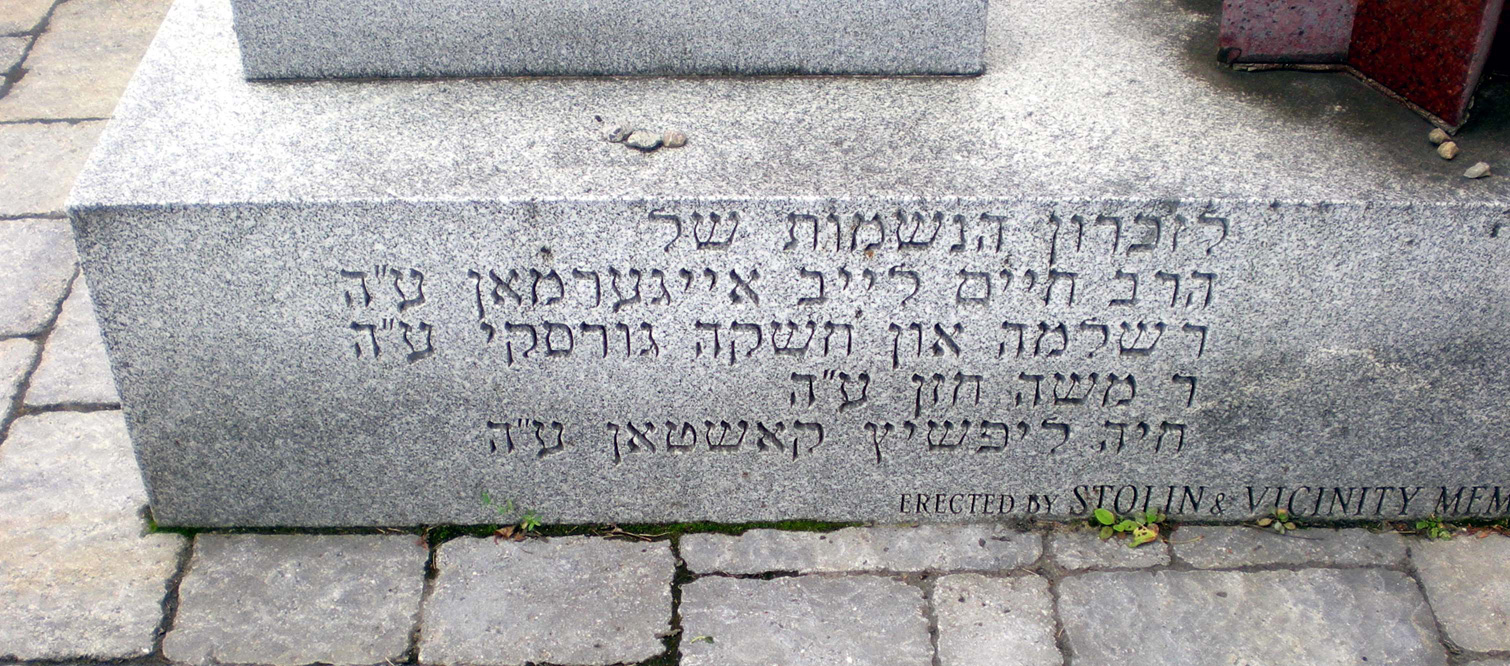 לזכרון הנשמות של
הרב חיים לייב אייגערמאן ע"ה
ר שלמה און חשקה גורסקי ע"ה
ר משה חזן ע"ה
חיה ליפשיץ קאשטאן ע"ה
ERECTED BY STOLIN & VICINITY MEM